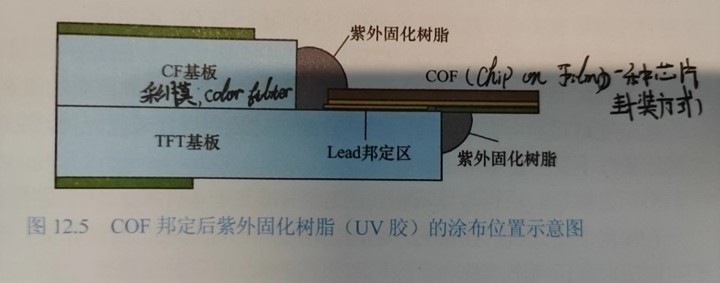 紫外固化树脂
CF基板
COF (Chip on Film) 一种芯片
封装方式)
彩膜, color
TFT基板
Lead邦定区
紫外固化树脂
图 12.5 COF 邦定后紫外固化树脂（UV 胶）的涂布位置示意图